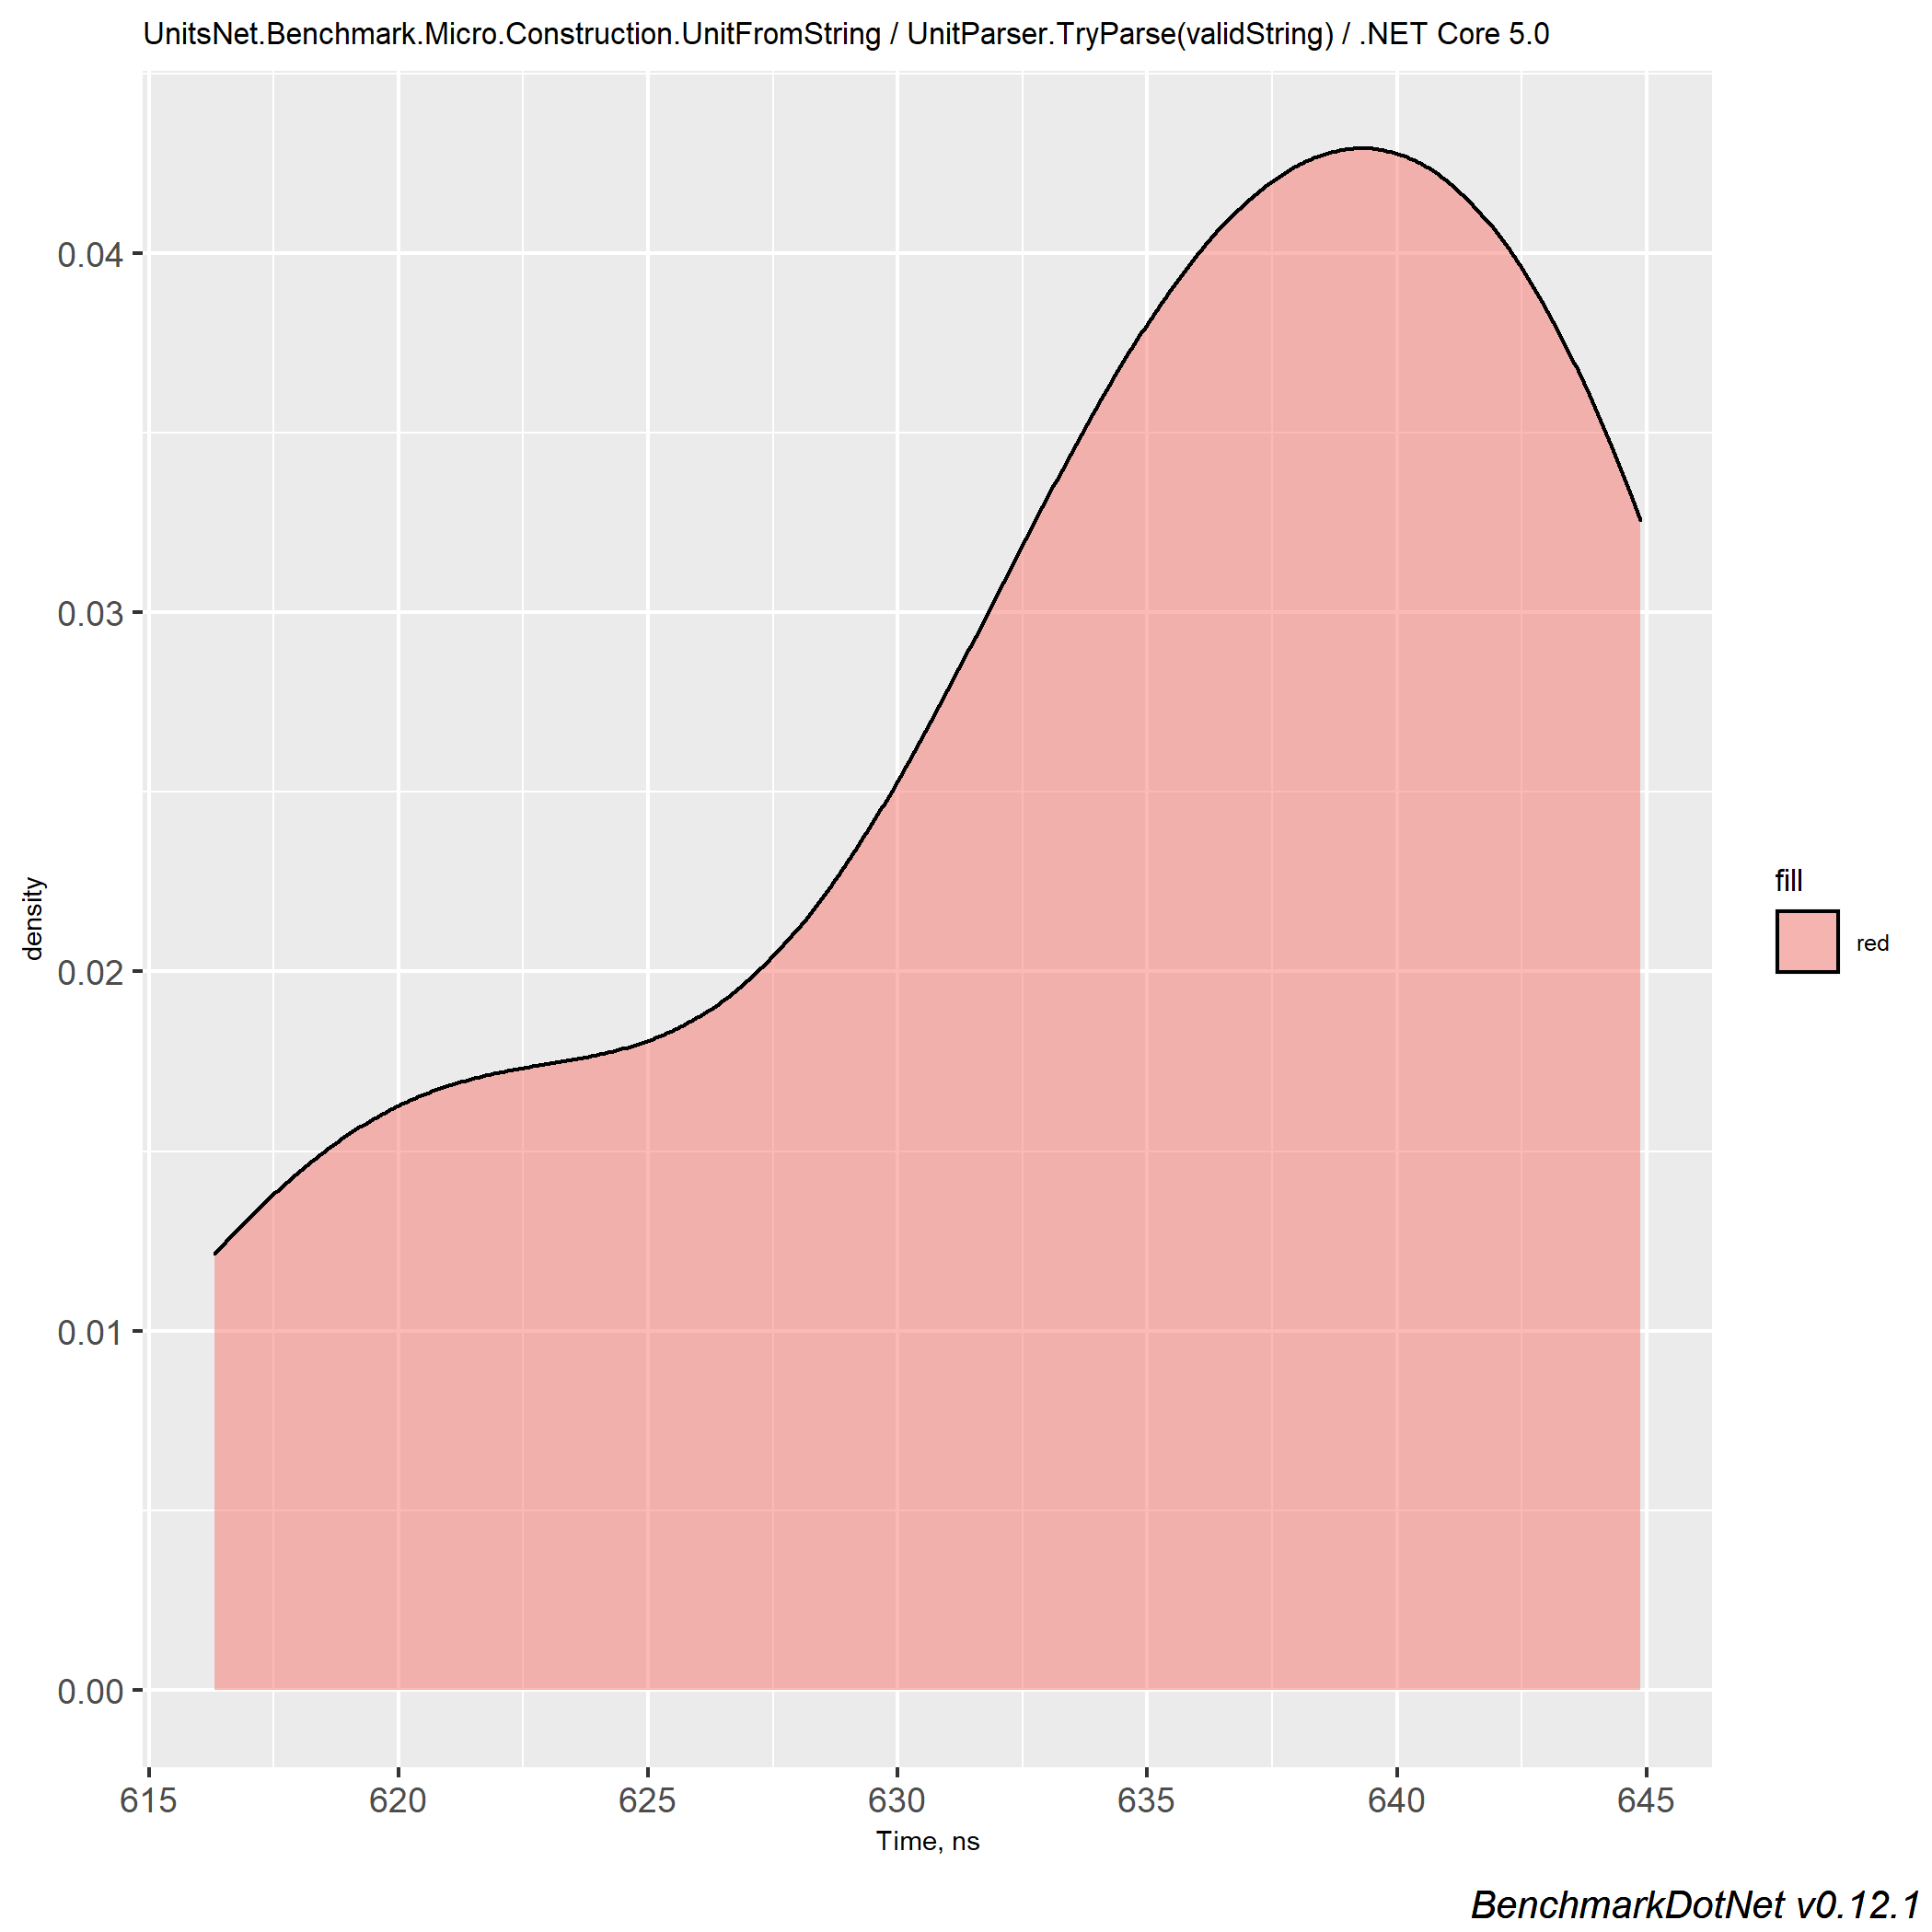 UnitsNet.Benchmark.Micro.Construction.UnitFromString / UnitParser.TryParse(validString) / .NET Core 5.0
0.04
0.03
0.02
0.01
0.00
density
615 620 625 630 635 640 645
Time, ns
fill
red
BenchmarkDotNet v0.12.1